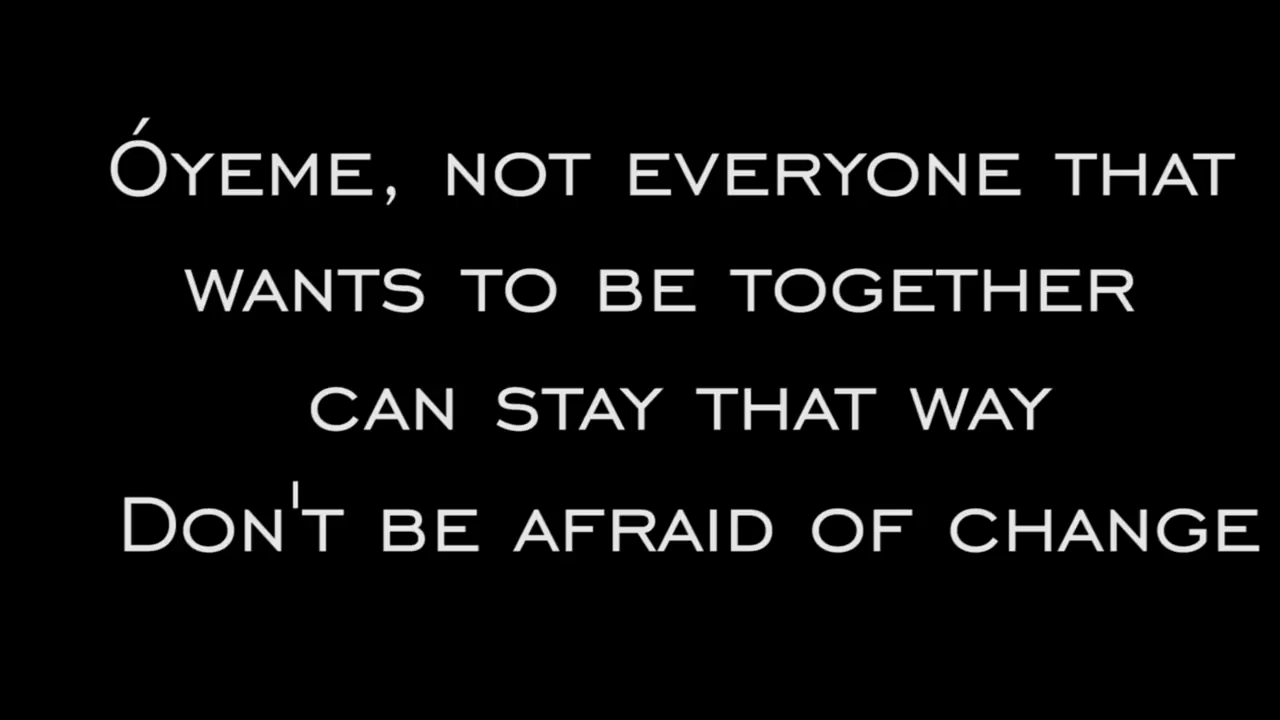 Óyeme, not everyone that
wants to be together
can stay that way
Don't be afraid of change